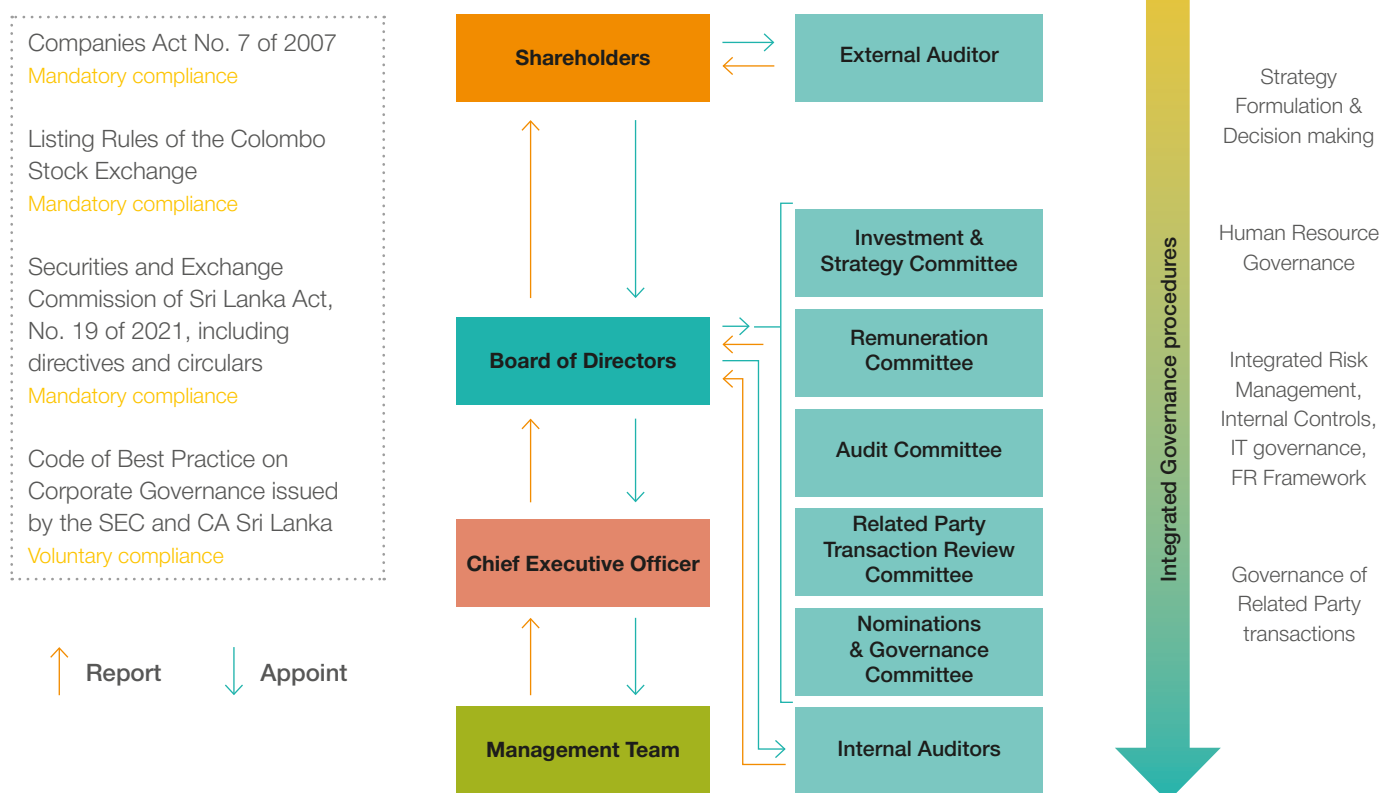 Companies Act No. 7 of 2007
Mandatory compliance
Listing Rules of the Colombo
Stock Exchange
Mandatory compliance
Securities and Exchange
Commission of Sri Lanka Act,
No. 19 of 2021, including
directives and circulars
Mandatory compliance
Code of Best Practice on
Corporate Governance issued
by the SEC and CA Sri Lanka
Voluntary compliance
Report
Appoint
Shareholders
Board of Directors
Chief Executive Officer
Management Team
External Auditor
Investment &
Strategy Committee
Remuneration
Committee
Audit Committee
Related Party
Transaction Review
Committee
Nominations
& Governance
Committee
Internal Auditors
Integrated Governance procedures
Strategy
Formulation &
Decision making
Human Resource
Governance
Integrated Risk
Management,
Internal Controls,
IT governance,
FR Framework
Governance of
Related Party
transactions